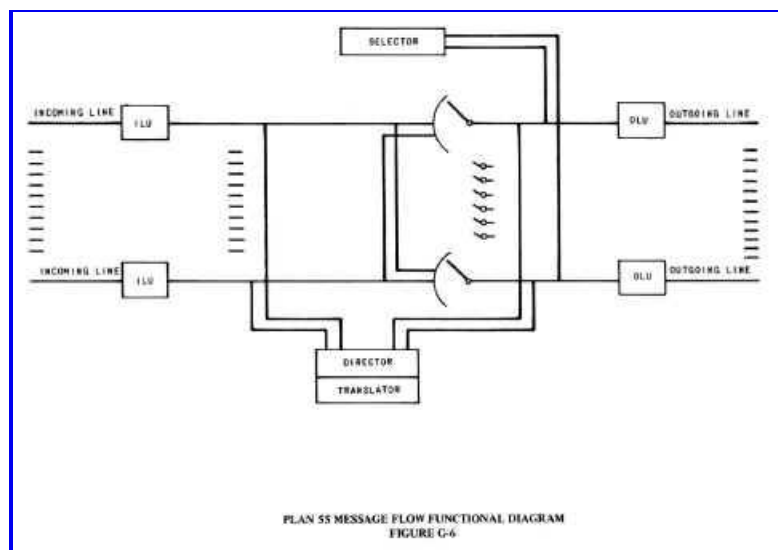 SELECTOR
INCOMING LINE
ILU
OLU
OUTGOING LINE
INCOMING LINE
ILU
OLU
OUTGOING LINE
DIRECTOR
TRANSLATOR
PLAN 55 MESSAGE FLOW FUNCTIONAL DIAGRAM
FIGURE G-6